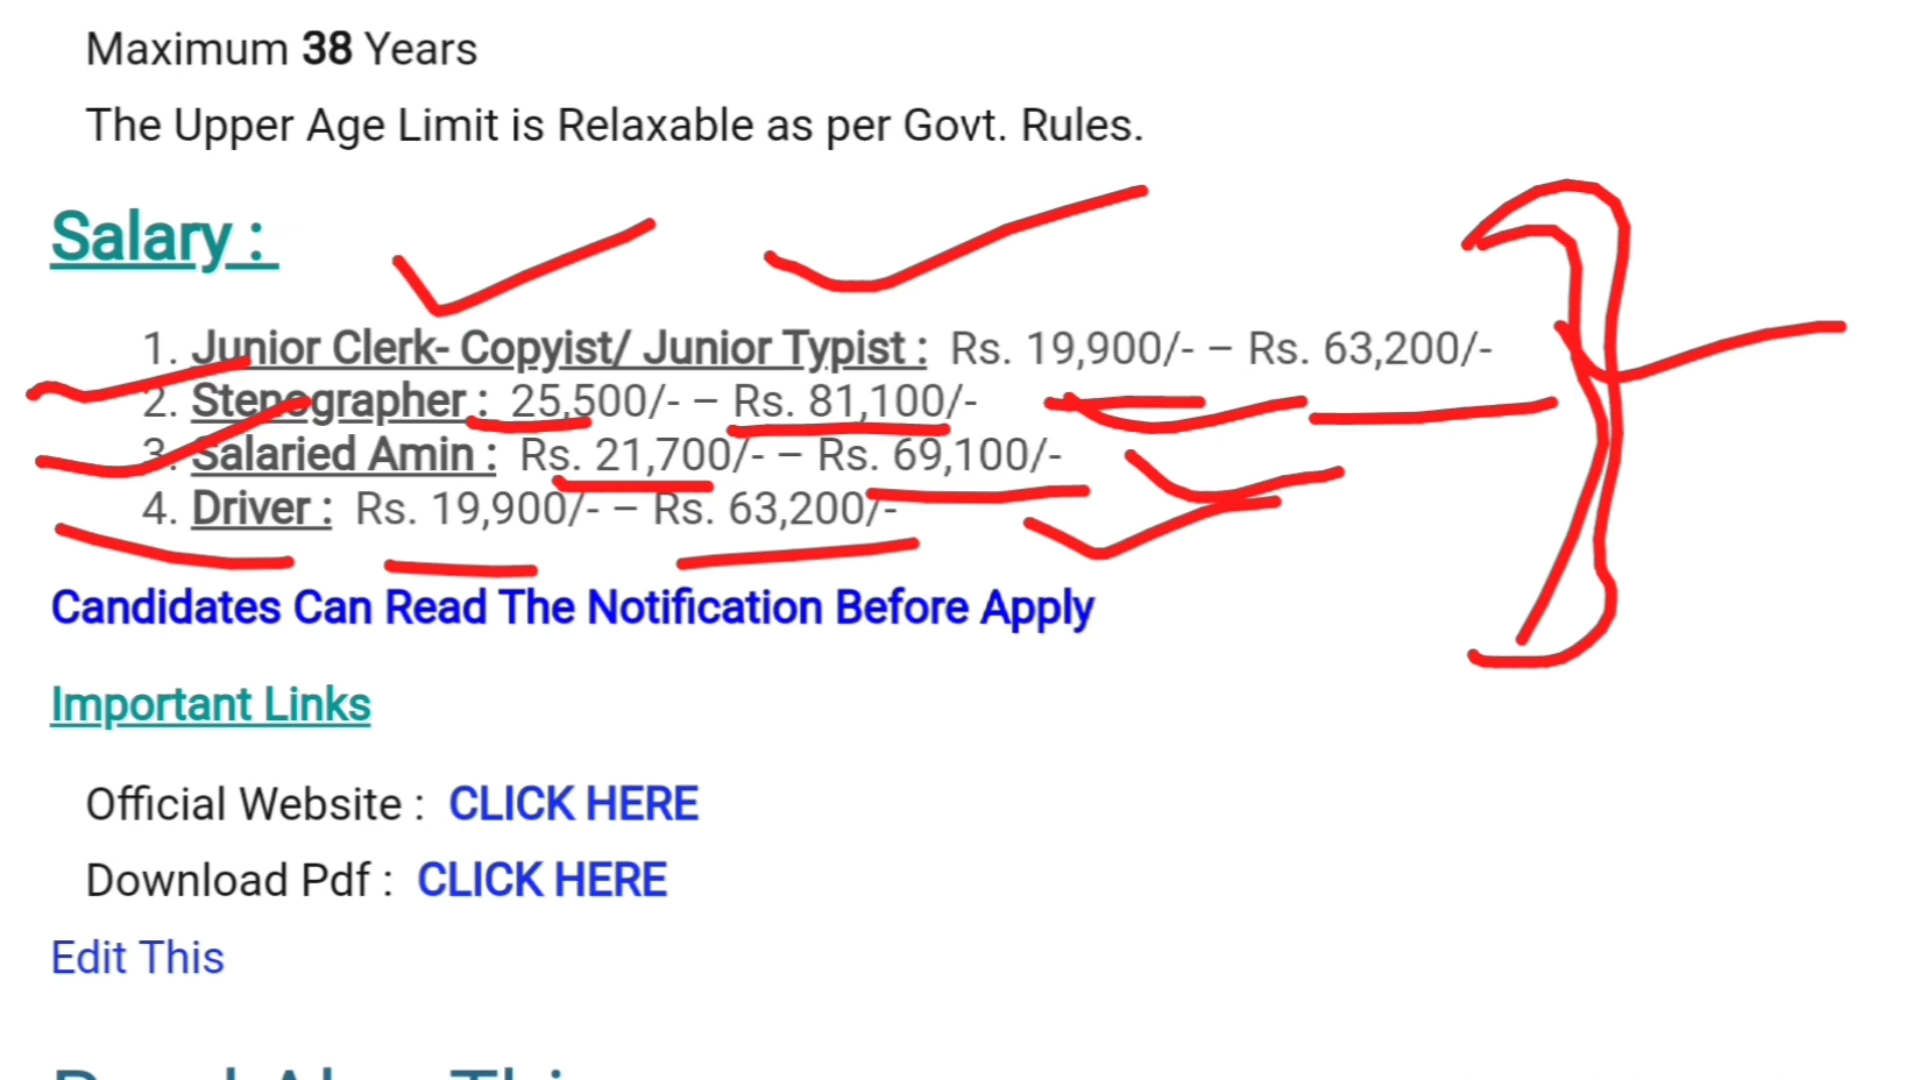 Maximum 38 Years
The Upper Age Limit is Relaxable as per Govt. Rules.
Salary :
1. Junior Clerk- Copyist/ Junior Typist : Rs. 19,900/- – Rs. 63,200/-
2. Stenographer : 25,500/- – Rs. 81,100/-
3. Salaried Amin : Rs. 21,700/- – Rs. 69,100/-
4. Driver : Rs. 19,900/- – Rs. 63,200/-
Candidates Can Read The Notification Before Apply
Important Links
Official Website : CLICK HERE
Download Pdf : CLICK HERE
Edit This